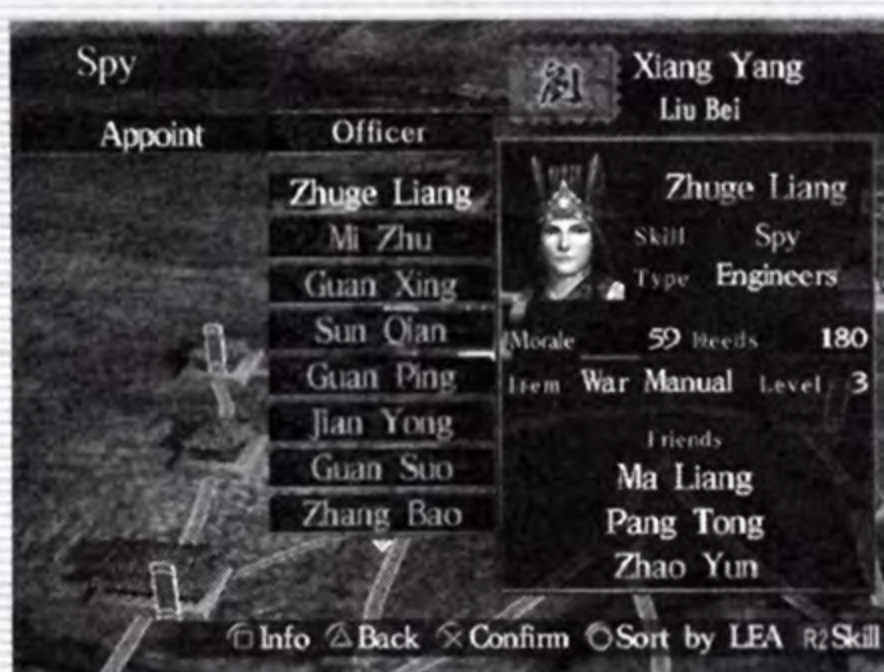 Spy
Xiang Yang
Liu Bei
Appoint
Officer
Zhuge Liang
Mi Zhu
Guan Xing
Sun Qian
Guan Ping
Jian Yong
Guan Suo
Zhang Bao
Zhuge Liang
Skill Spy
Type Engineers
Morale 59 Deeds 180
Item War Manual Level 3
Friends
Ma Liang
Pang Tong
Zhao Yun
Info Back Confirm Sort by LEA R2 Skill